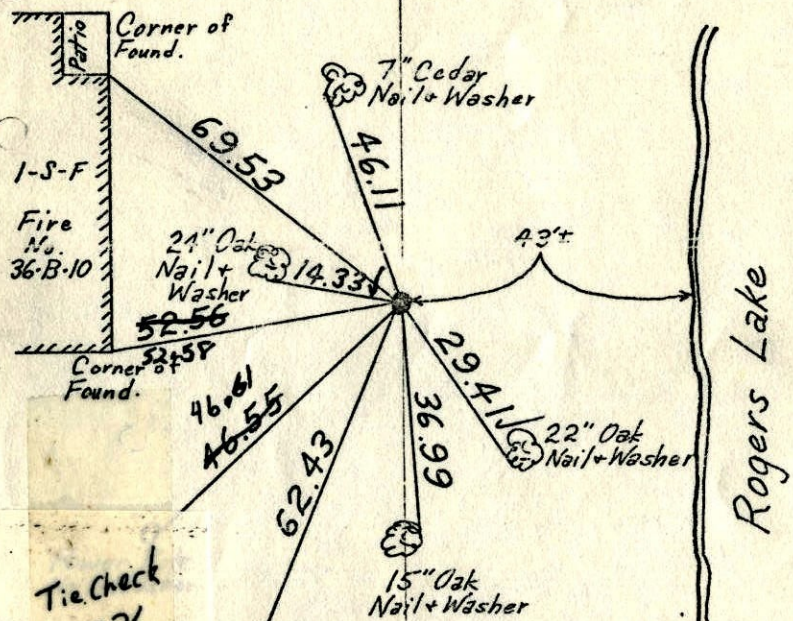 Patio
Corner of
Found.
7" Cedar
Nail + Washer
69.53
46.11
1-S-F
Fire
No.
36-B-10
24" Oak
Nail +
Washer
14.33
43'±
52.56
52.58
Corner of
Found.
46.61
46.55
62.43
36.99
29.41
22" Oak
Nail + Washer
Rogers Lake
15" Oak
Nail + Washer
Tie Check